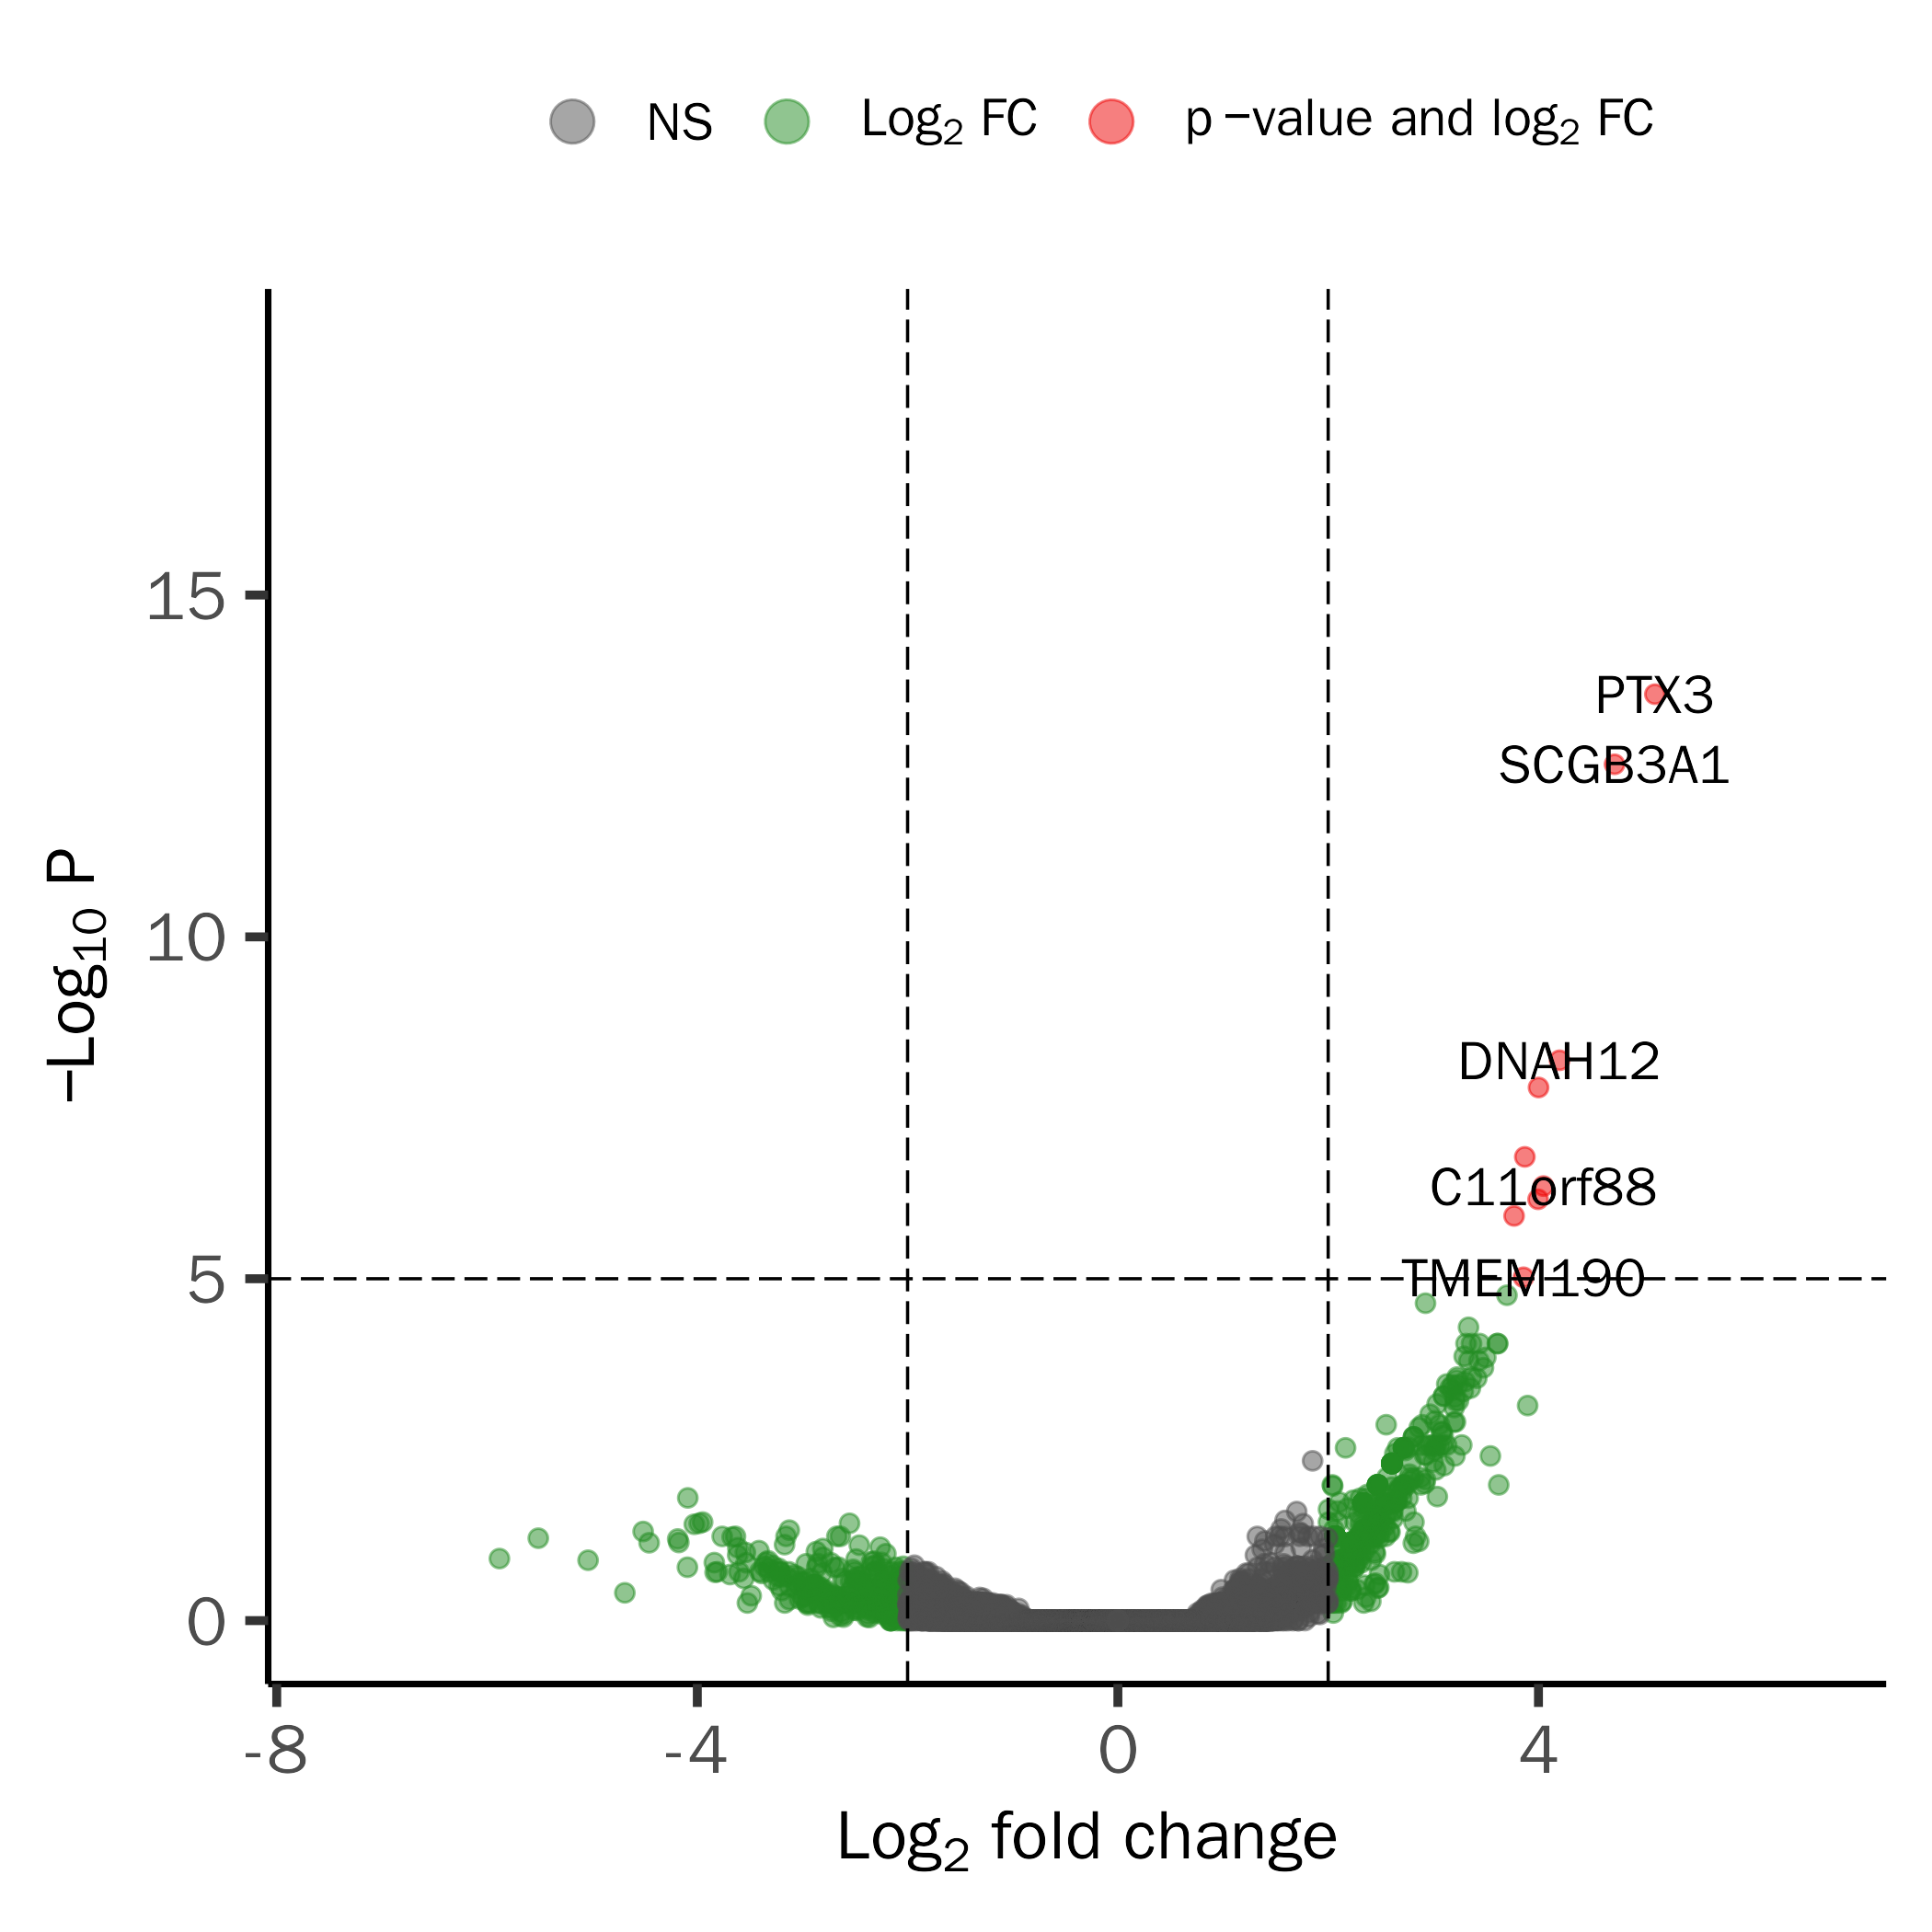 NS Log₂ FC p −value and log₂ FC
−Log₁₀ P
15
10
5
0
PTX3
SCGB3A1
DNAH12
C11orf88
TMEM190
-8 -4 0 4
Log₂ fold change